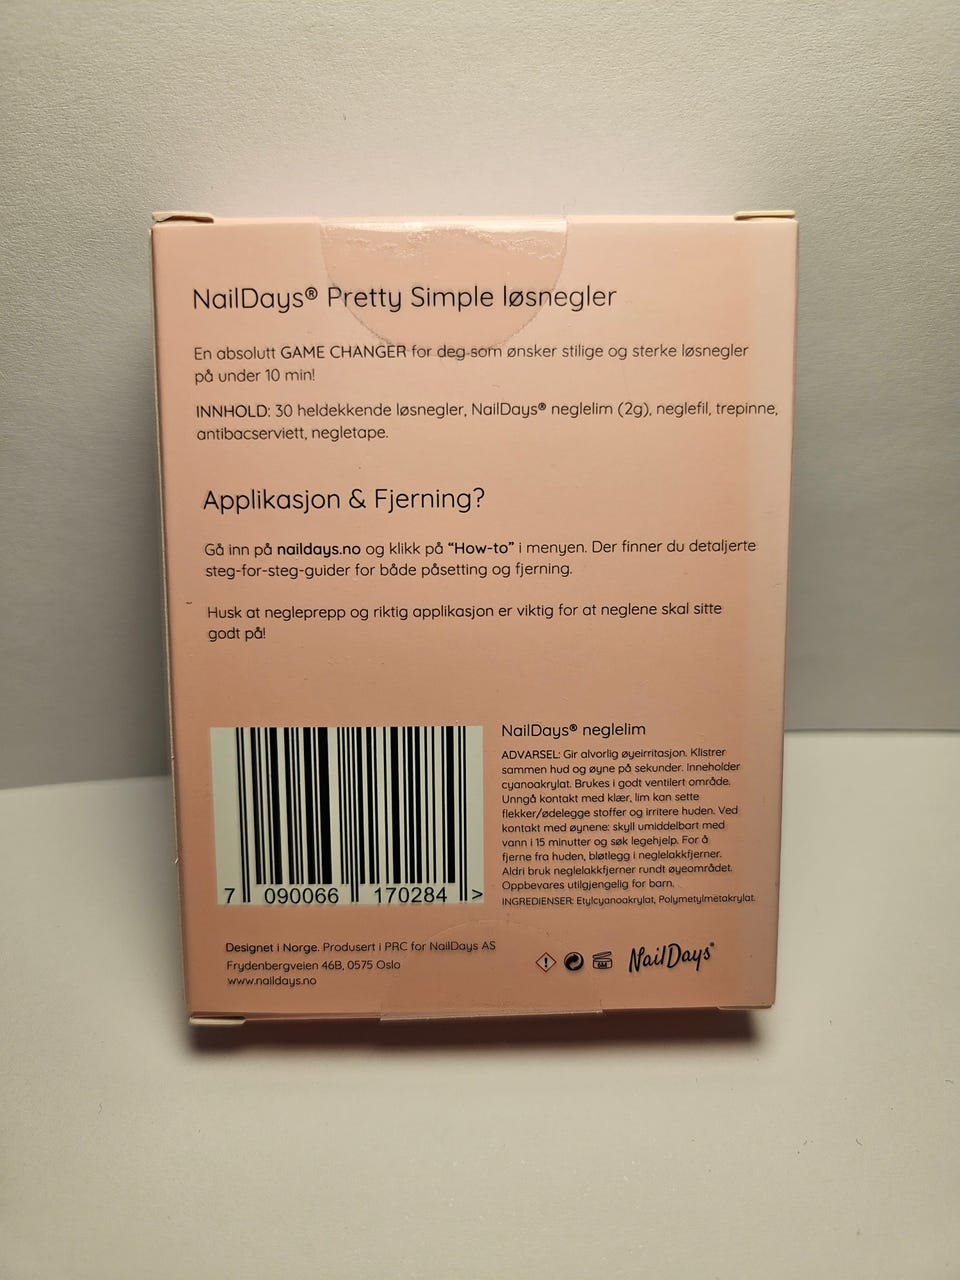 NailDays® Pretty Simple løsnegler
En absolutt GAME CHANGER for deg som ønsker stilige og sterke løsnegler
på under 10 min!
INNHOLD: 30 heldekkende løsnegler, NailDays® neglelim (2g), neglefil, trepinne,
antibacserviett, negletape.
Applikasjon & Fjerning?
Gå inn på naildays.no og klikk på “How-to” i menyen. Der finner du detaljerte
steg-for-steg-guider for både påsetting og fjerning.
Husk at negleprepp og riktig applikasjon er viktig for at neglene skal sitte
godt på!
NailDays® neglelim
ADVARSEL: Gir alvorlig øyeirritasjon. Klistrer
sammen hud og øyne på sekunder. Inneholder
cyanoakrylat. Brukes i godt ventilert område.
Unngå kontakt med klær, lim kan sette
flekker/ødelegge stoffer og irritere huden. Ved
kontakt med øynene: skyll umiddelbart med
vann i 15 minutter og søk legehjelp. For å
fjerne fra huden, bløtlegg i neglelakkfjerner.
Aldri bruk neglelakkfjerner rundt øyeområdet.
Oppbevares utilgjengelig for barn.
INGREDIENSER: Etylcyanoakrylat, Polymetylmetakrylat.
7 090066 170284 >
Designet i Norge. Produsert i PRC for NailDays AS
Frydenbergveien 46B, 0575 Oslo
www.naildays.no
NailDays®